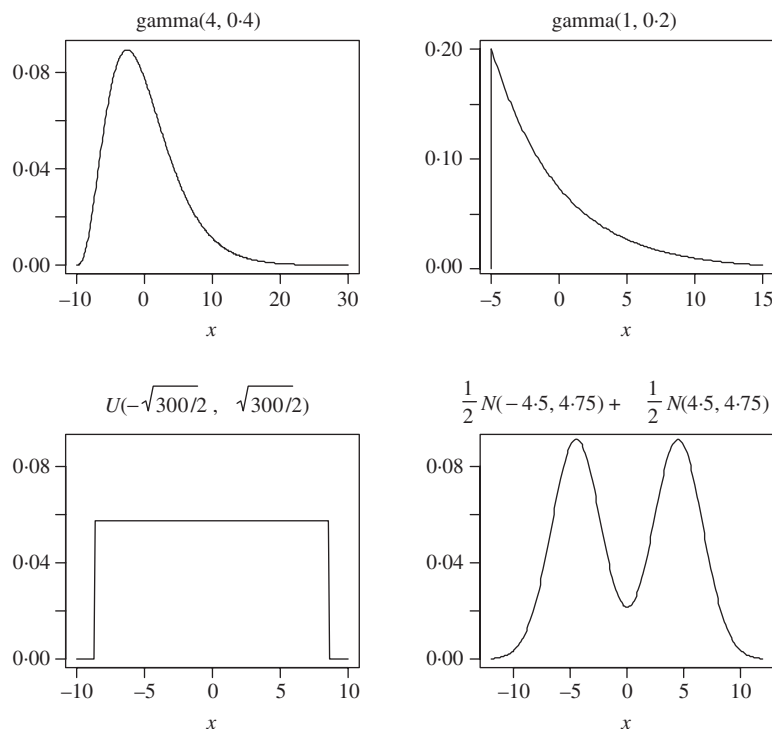 gamma(4, 0·4)
0·08
0·04
0·00
−10 0 10 20 30
x
gamma(1, 0·2)
0·20
0·10
0·00
−5 0 5 10 15
x
U(−√300/2 , √300/2)
0·08
0·04
0·00
−10 −5 0 5 10
x
1/2 N(−4·5, 4·75) + 1/2 N(4·5, 4·75)
0·08
0·04
0·00
−10 −5 0 5 10
x